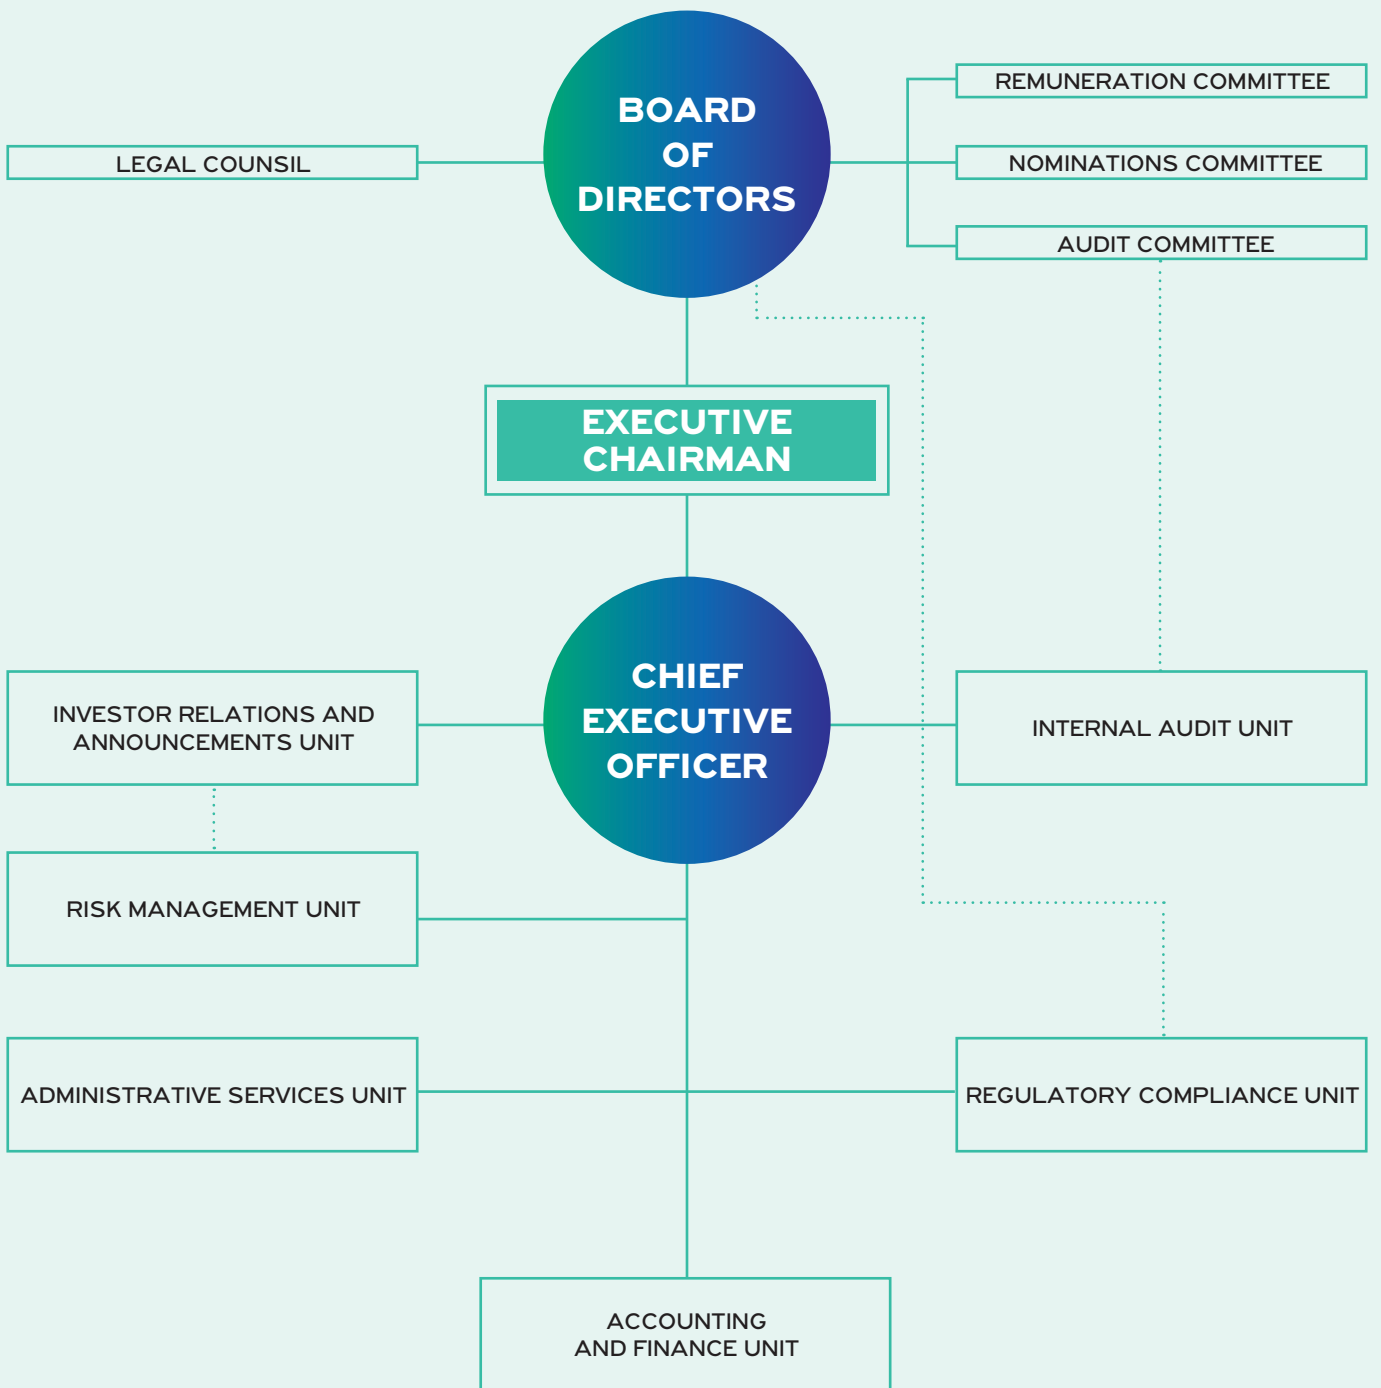 BOARD
OF
DIRECTORS
LEGAL COUNSIL
REMUNERATION COMMITTEE
NOMINATIONS COMMITTEE
AUDIT COMMITTEE
EXECUTIVE
CHAIRMAN
CHIEF
EXECUTIVE
OFFICER
INVESTOR RELATIONS AND
ANNOUNCEMENTS UNIT
INTERNAL AUDIT UNIT
RISK MANAGEMENT UNIT
ADMINISTRATIVE SERVICES UNIT
REGULATORY COMPLIANCE UNIT
ACCOUNTING
AND FINANCE UNIT